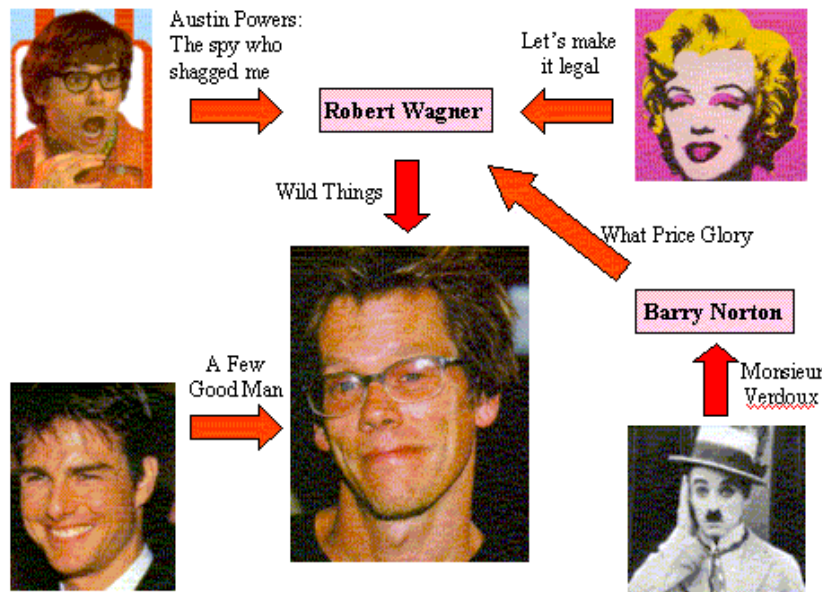 Austin Powers:
The spy who
shagged me
Let's make
it legal
Robert Wagner
Wild Things
What Price Glory
Barry Norton
A Few
Good Man
Monsieur
Verdoux